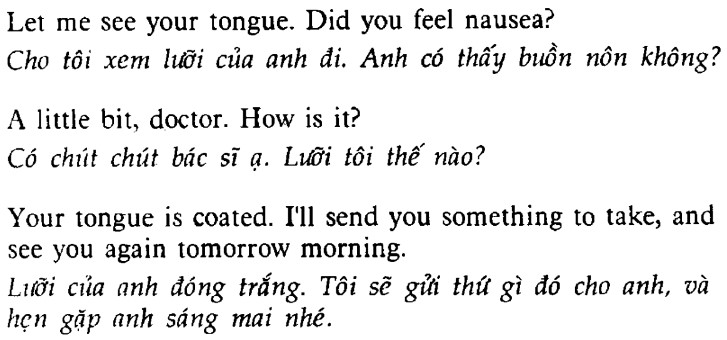 Let me see your tongue. Did you feel nausea?
Cho tôi xem lưỡi của anh đi. Anh có thấy buồn nôn không?
A little bit, doctor. How is it?
Có chút chút bác sĩ ạ. Lưỡi tôi thế nào?
Your tongue is coated. I'll send you something to take, and
see you again tomorrow morning.
Lưỡi của anh đóng trắng. Tôi sẽ gửi thứ gì đó cho anh, và
hẹn gặp anh sáng mai nhé.